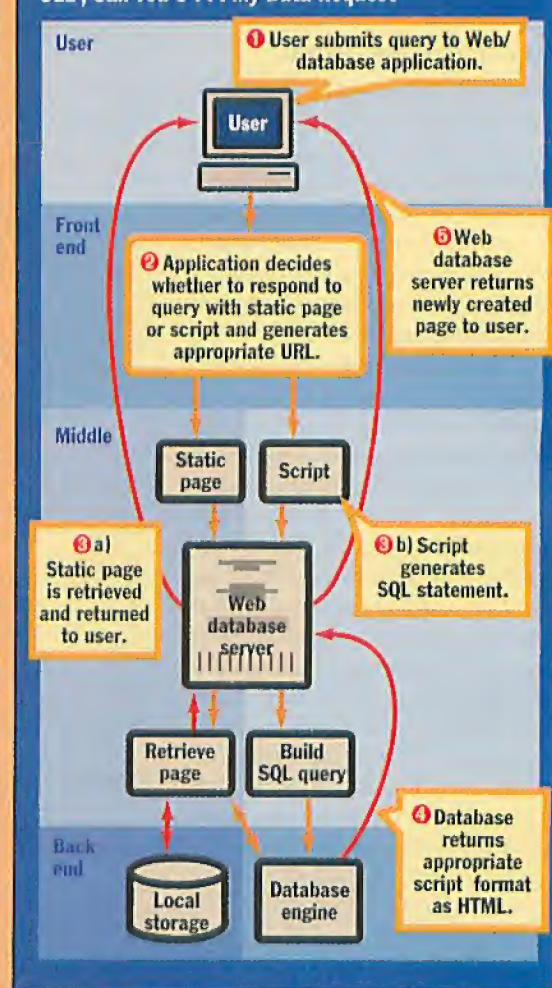 User
❶ User submits query to Web/
database application.
User
Front
end
❷ Application decides
whether to respond to
query with static page
or script and generates
appropriate URL.
❺ Web
database
server returns
newly created
page to user.
Middle
Static
page
Script
❸ a)
Static page
is retrieved
and returned
to user.
❸ b) Script
generates
SQL statement.
Web
database
server
Retrieve
page
Build
SQL query
Back
end
Local
storage
Database
engine
❹ Database
returns
appropriate
script format
as HTML.